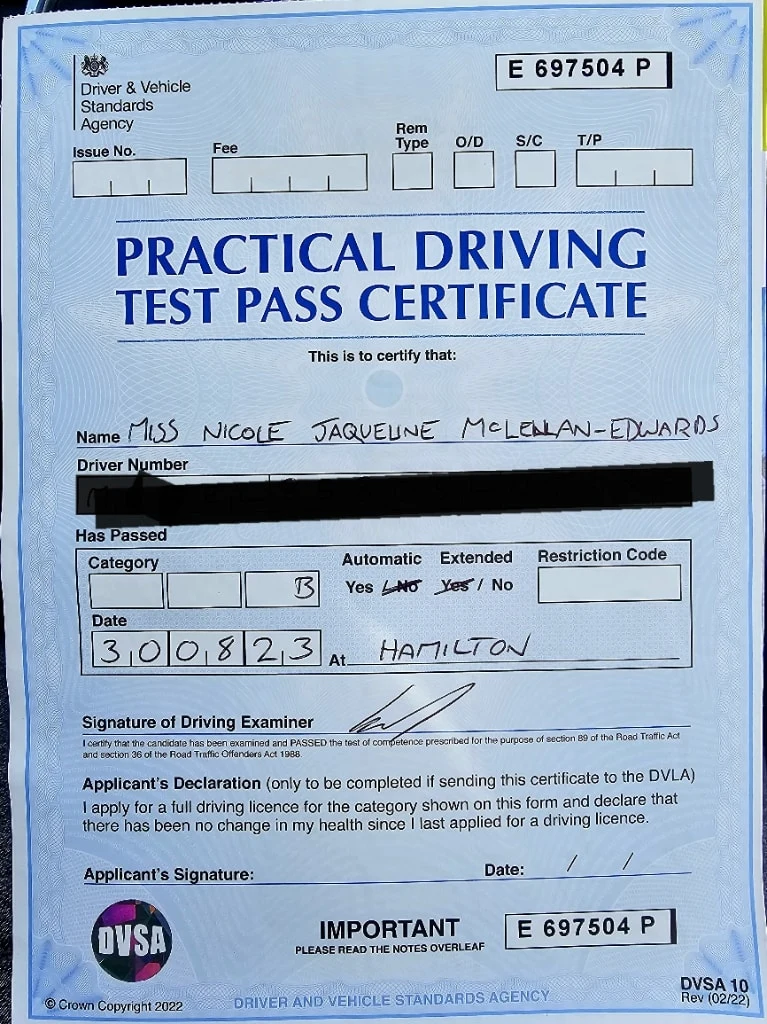 Driver & Vehicle
Standards
Agency
E 697504 P
Issue No. Fee Rem Type O/D S/C T/P
PRACTICAL DRIVING
TEST PASS CERTIFICATE
This is to certify that:
Name MISS NICOLE JAQUELINE McLENLAN-EDWARDS
Driver Number
Has Passed
Category Automatic Extended Restriction Code
B Yes / No Yes / No
Date
300823 At HAMILTON
Signature of Driving Examiner
I certify that the candidate has been examined and PASSED the test of competence prescribed for the purpose of section 89 of the Road Traffic Act
and section 36 of the Road Traffic Offenders Act 1988.
Applicant's Declaration (only to be completed if sending this certificate to the DVLA)
I apply for a full driving licence for the category shown on this form and declare that
there has been no change in my health since I last applied for a driving licence.
Applicant's Signature: Date: / /
DVSA
IMPORTANT
PLEASE READ THE NOTES OVERLEAF
E 697504 P
© Crown Copyright 2022 DRIVER AND VEHICLE STANDARDS AGENCY
DVSA 10
Rev (02/22)